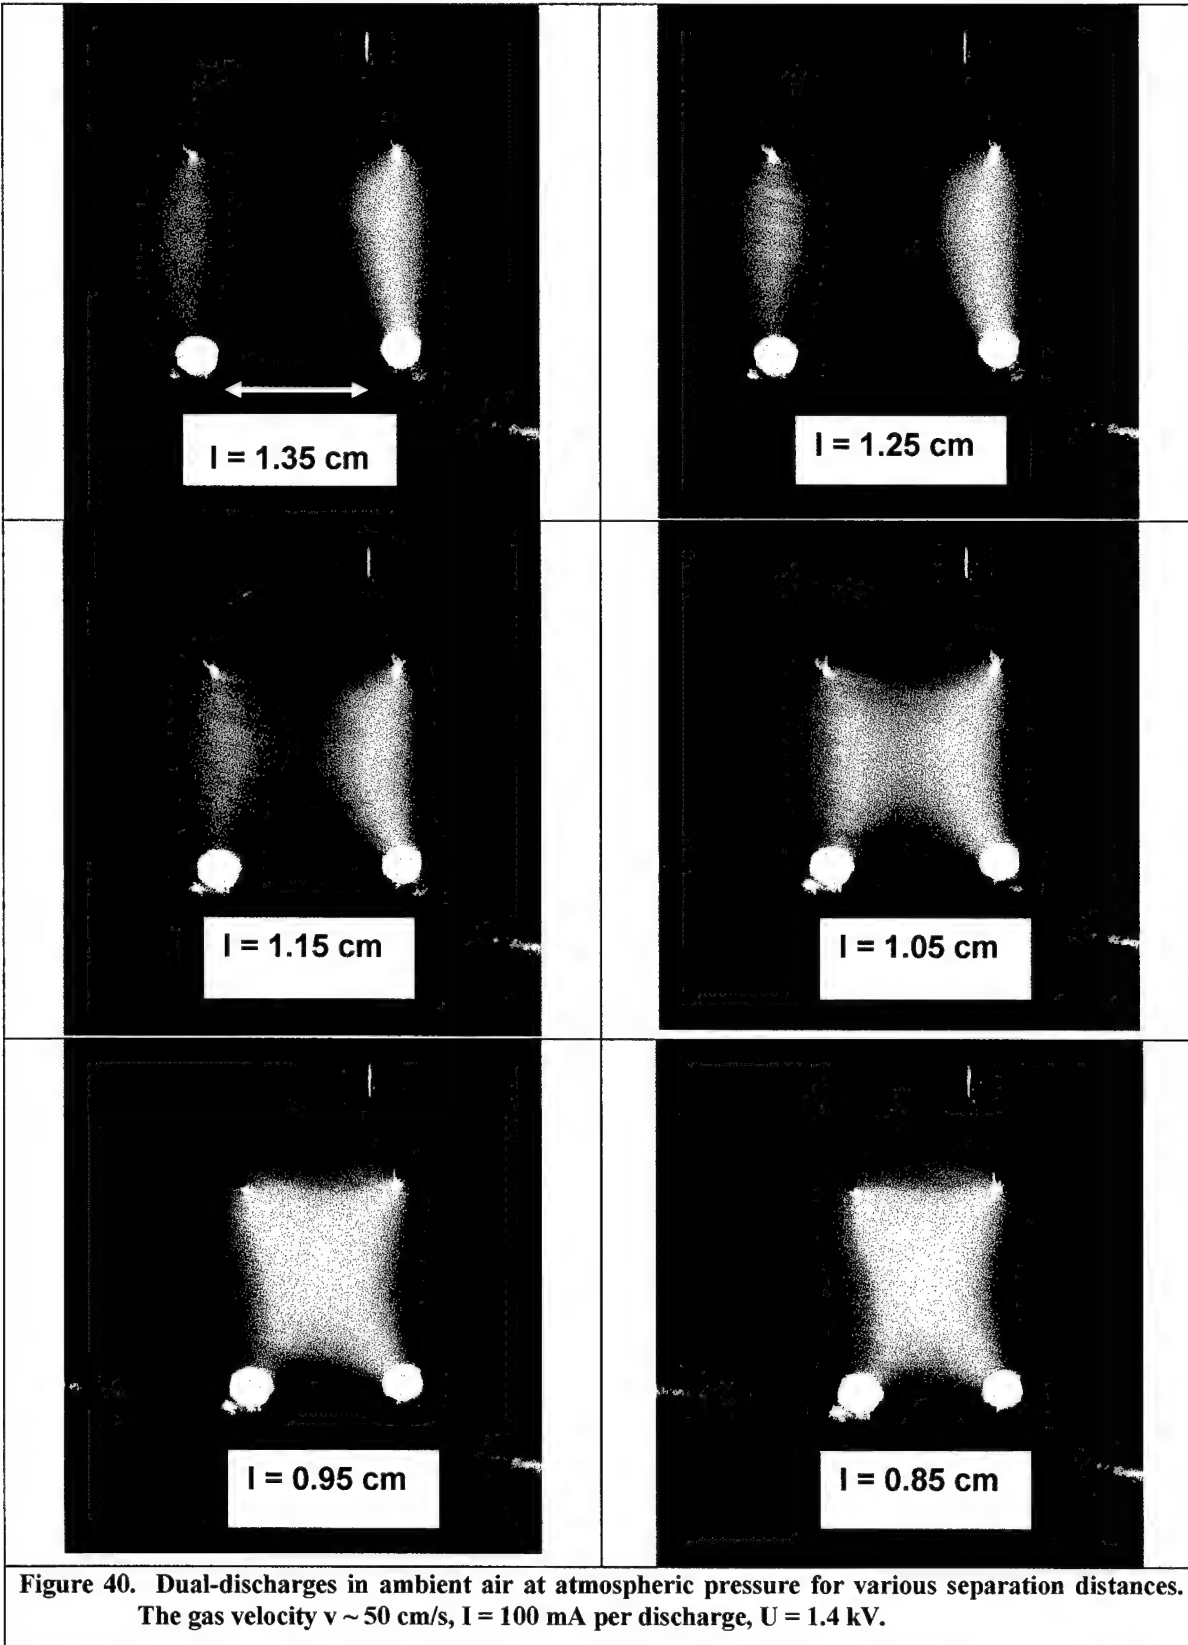 l = 1.35 cm
l = 1.25 cm
l = 1.15 cm
l = 1.05 cm
l = 0.95 cm
l = 0.85 cm
Figure 40. Dual-discharges in ambient air at atmospheric pressure for various separation distances.
The gas velocity v ~ 50 cm/s, I = 100 mA per discharge, U = 1.4 kV.